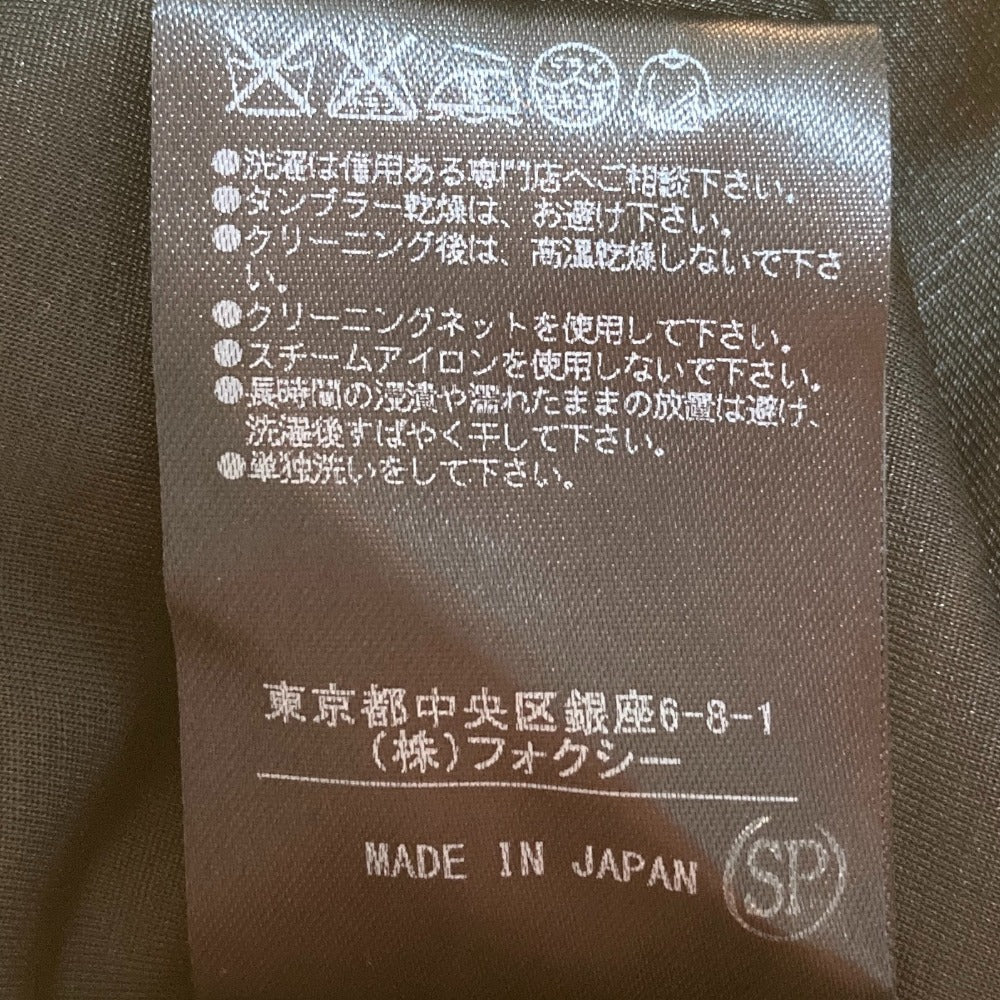 ●洗濯は信用ある専門店へご相談下さい。
●タンブラー乾燥は、お避け下さい。
●クリーニング後は、高温乾燥しないで下さ
い。
●クリーニングネットを使用して下さい。
●スチームアイロンを使用しないで下さい。
●長時間の浸漬や濡れたままの放置は避け、
洗濯後すばやく干して下さい。
●単独洗いをして下さい。
東京都中央区銀座6-8-1
(株)フォクシー
MADE IN JAPAN
SP